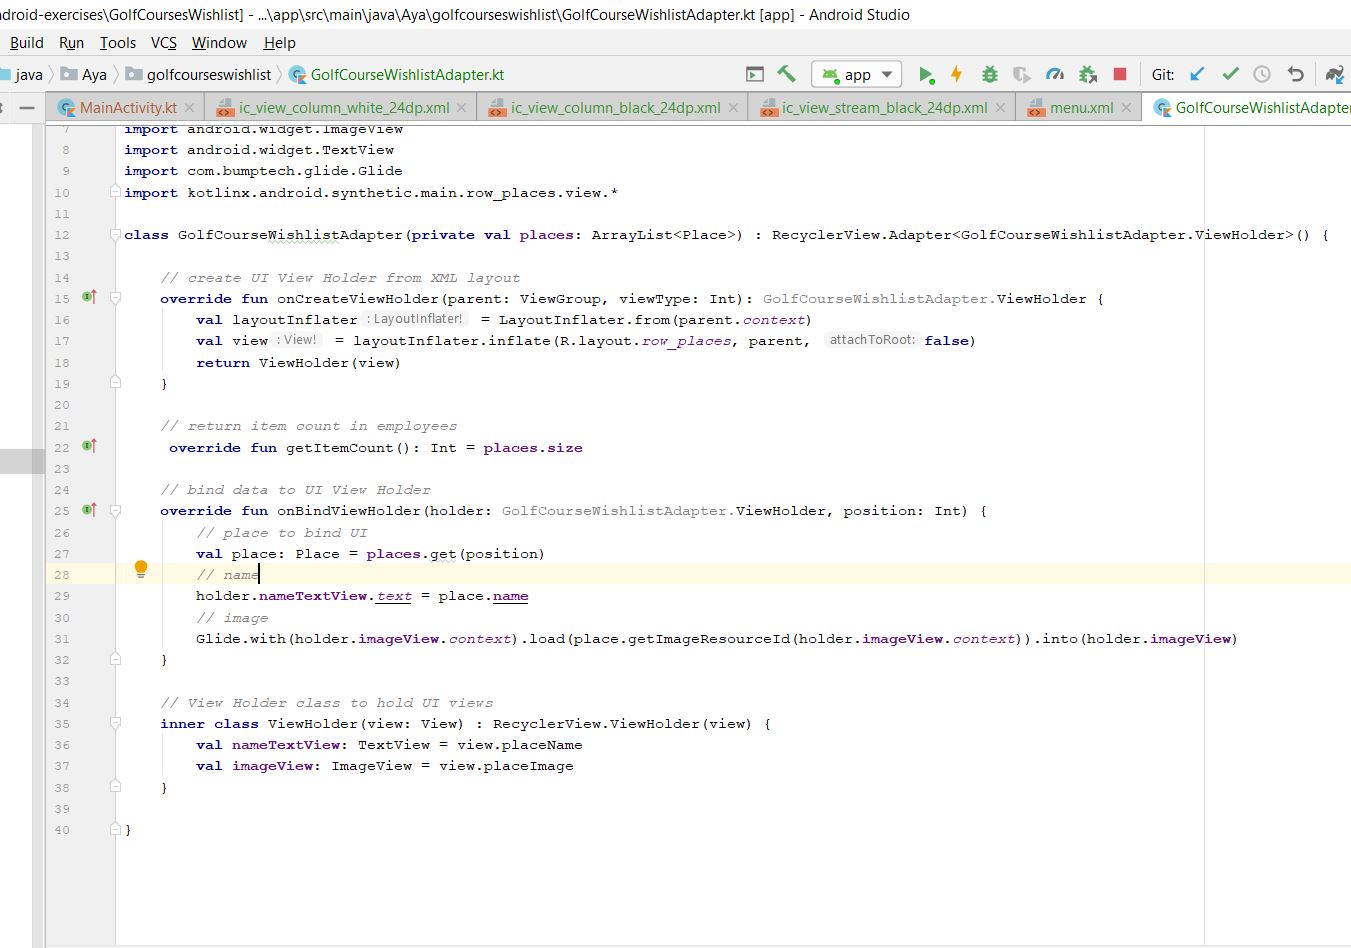 ndroid-exercises\GolfCoursesWishlist] - ...\app\src\main\java\Aya\golfcourseswishlist\GolfCourseWishlistAdapter.kt [app] - Android Studio
Build Run Tools VCS Window Help
java Aya golfcourseswishlist GolfCourseWishlistAdapter.kt app Git:
MainActivity.kt ic_view_column_white_24dp.xml ic_view_column_black_24dp.xml ic_view_stream_black_24dp.xml menu.xml GolfCourseWishlistAdapte
7 import android.widget.ImageView
8 import android.widget.TextView
9 import com.bumptech.glide.Glide
10 import kotlinx.android.synthetic.main.row_places.view.*
11
12 class GolfCourseWishlistAdapter(private val places: ArrayList<Place>) : RecyclerView.Adapter<GolfCourseWishlistAdapter.ViewHolder>() {
13
14 // create UI View Holder from XML layout
15 override fun onCreateViewHolder(parent: ViewGroup, viewType: Int): GolfCourseWishlistAdapter.ViewHolder {
16 val layoutInflater : LayoutInflater! = LayoutInflater.from(parent.context)
17 val view : View! = layoutInflater.inflate(R.layout.row_places, parent, attachToRoot: false)
18 return ViewHolder(view)
19 }
20
21 // return item count in employees
22 override fun getItemCount(): Int = places.size
23
24 // bind data to UI View Holder
25 override fun onBindViewHolder(holder: GolfCourseWishlistAdapter.ViewHolder, position: Int) {
26 // place to bind UI
27 val place: Place = places.get(position)
28 // name
29 holder.nameTextView.text = place.name
30 // image
31 Glide.with(holder.imageView.context).load(place.getImageResourceId(holder.imageView.context)).into(holder.imageView)
32 }
33
34 // View Holder class to hold UI views
35 inner class ViewHolder(view: View) : RecyclerView.ViewHolder(view) {
36 val nameTextView: TextView = view.placeName
37 val imageView: ImageView = view.placeImage
38 }
39
40 }